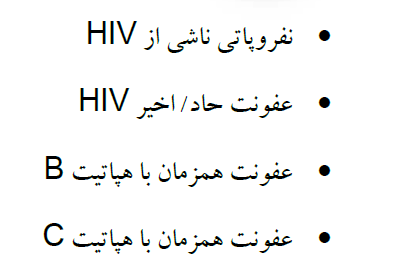 • نفروپاتی ناشی از HIV
• عفونت حاد/ اخیر HIV
• عفونت همزمان با هپاتیت B
• عفونت همزمان با هپاتیت C